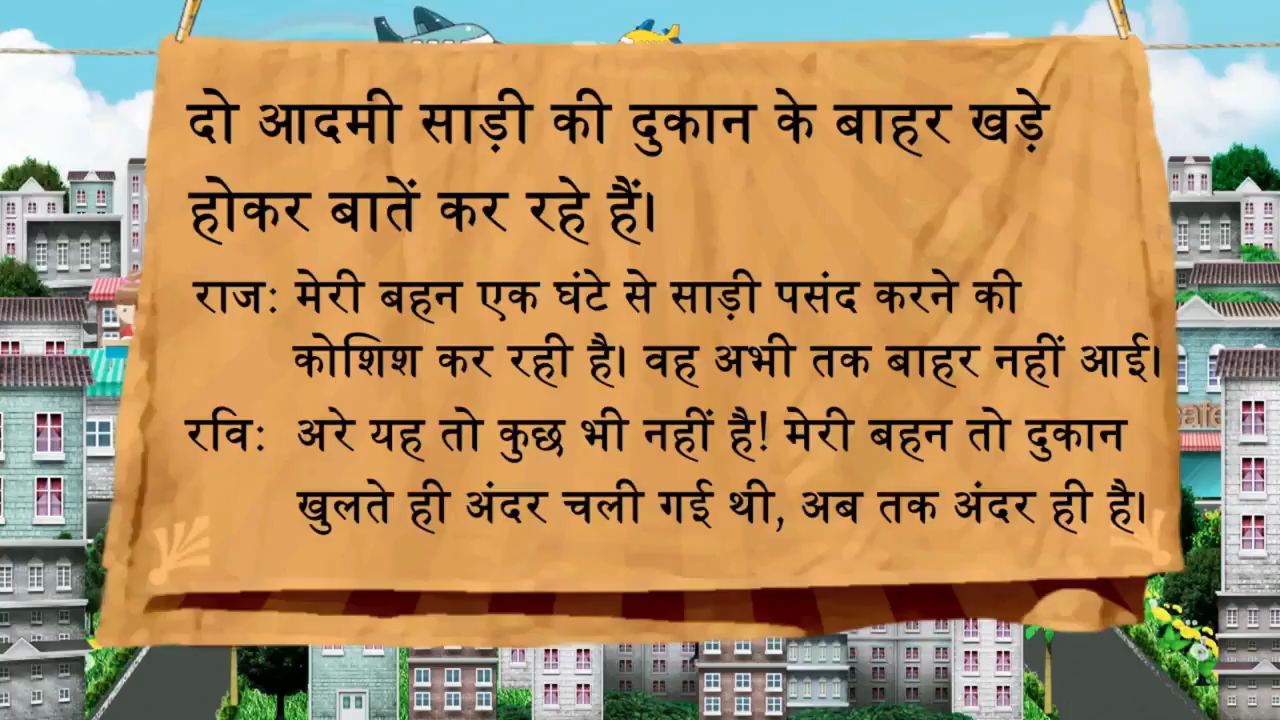 दो आदमी साड़ी की दुकान के बाहर खड़े
होकर बातें कर रहे हैं।
राज: मेरी बहन एक घंटे से साड़ी पसंद करने की
कोशिश कर रही है। वह अभी तक बाहर नहीं आई।
रवि: अरे यह तो कुछ भी नहीं है! मेरी बहन तो दुकान
खुलते ही अंदर चली गई थी, अब तक अंदर ही है।